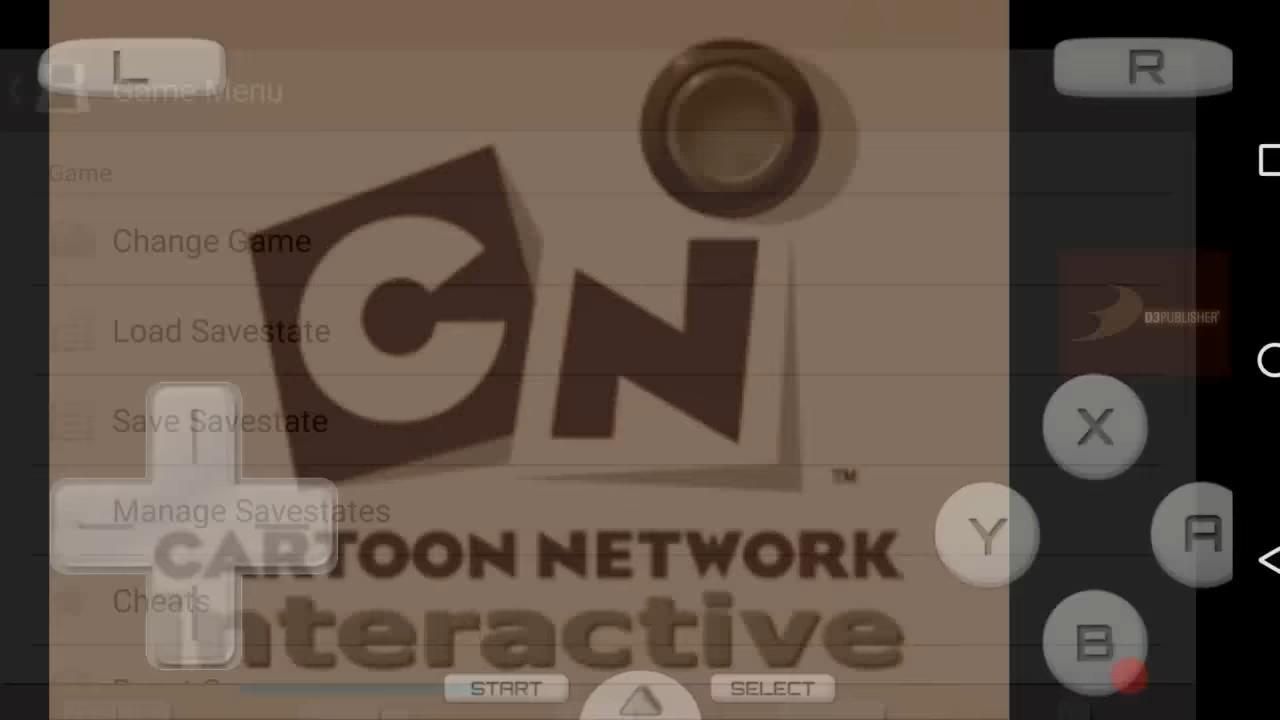 L
R
Game Menu
Game
Change Game
Load Savestate
Save Savestate
Manage Savestates
Cheats
CN
TM
CARTOON NETWORK
interactive
D3PUBLISHER
X
Y
A
B
START
SELECT